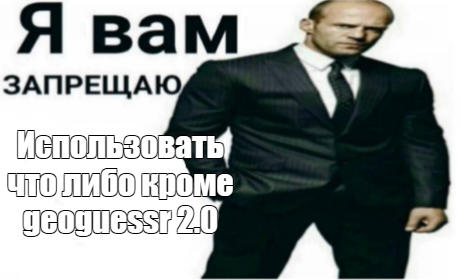 Я вам
ЗАПРЕЩАЮ
Использовать
что либо кроме
geoguessr 2.0